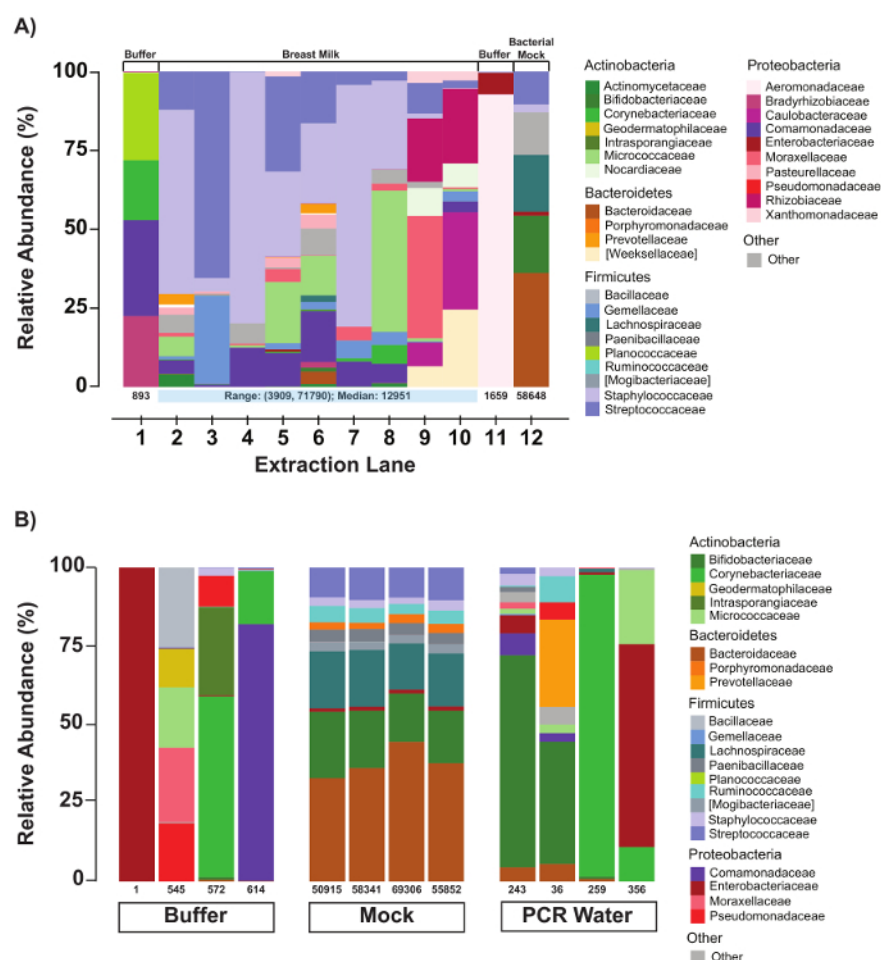 A)
Buffer
Breast Milk
Buffer
Bacterial
Mock
Relative Abundance (%)
100
75
50
25
0
893
Range: (3909, 71790); Median: 12951
1659
58648
1 2 3 4 5 6 7 8 9 10 11 12
Extraction Lane
Actinobacteria
Actinomycetaceae
Bifidobacteriaceae
Corynebacteriaceae
Geodermatophilaceae
Intrasporangiaceae
Micrococcaceae
Nocardiaceae
Bacteroidetes
Bacteroidaceae
Porphyromonadaceae
Prevotellaceae
[Weeksellaceae]
Firmicutes
Bacillaceae
Gemellaceae
Lachnospiraceae
Paenibacillaceae
Planococcaceae
Ruminococcaceae
[Mogibacteriaceae]
Staphylococcaceae
Streptococcaceae
Proteobacteria
Aeromonadaceae
Bradyrhizobiaceae
Caulobacteraceae
Comamonadaceae
Enterobacteriaceae
Moraxellaceae
Pasteurellaceae
Pseudomonadaceae
Rhizobiaceae
Xanthomonadaceae
Other
Other
B)
Relative Abundance (%)
100
75
50
25
0
1 545 572 614
50915 58341 69306 55852
243 36 259 356
Buffer
Mock
PCR Water
Actinobacteria
Bifidobacteriaceae
Corynebacteriaceae
Geodermatophilaceae
Intrasporangiaceae
Micrococcaceae
Bacteroidetes
Bacteroidaceae
Porphyromonadaceae
Prevotellaceae
Firmicutes
Bacillaceae
Gemellaceae
Lachnospiraceae
Paenibacillaceae
Planococcaceae
Ruminococcaceae
[Mogibacteriaceae]
Staphylococcaceae
Streptococcaceae
Proteobacteria
Comamonadaceae
Enterobacteriaceae
Moraxellaceae
Pseudomonadaceae
Other
Other